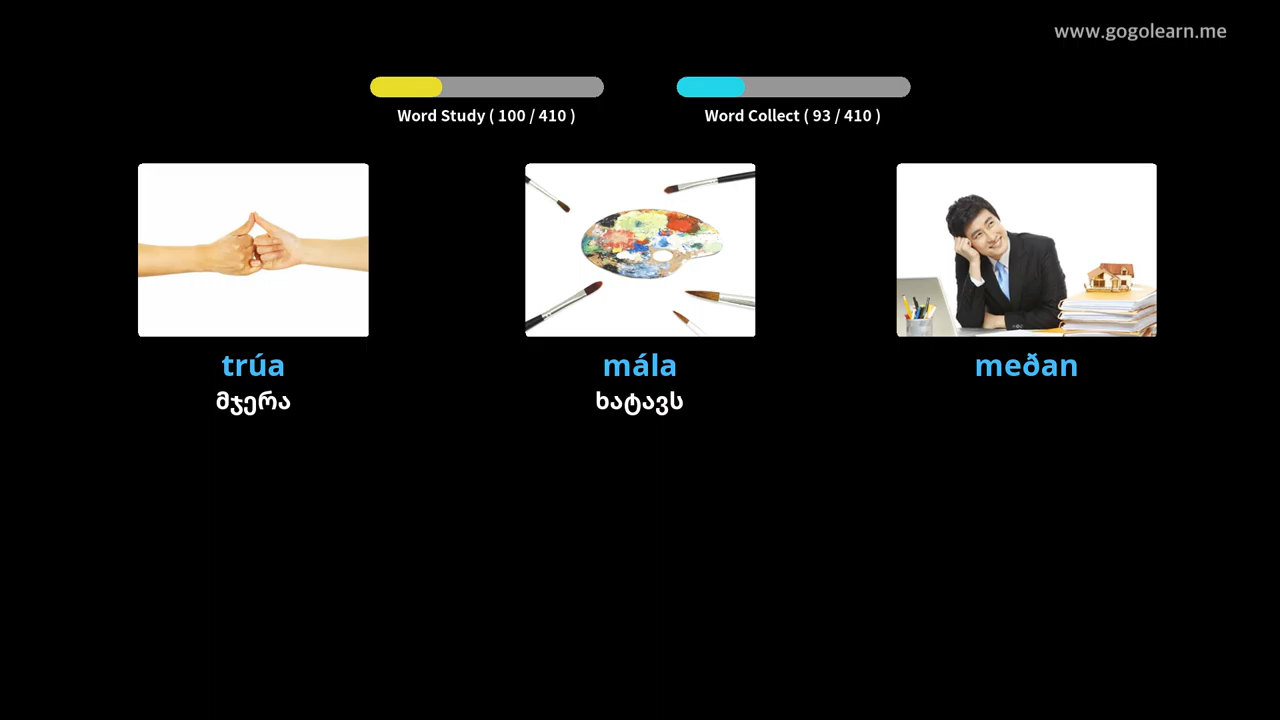 www.gogolearn.me
Word Study ( 100 / 410 )
Word Collect ( 93 / 410 )
trúa
mála
meðan
მჯერა
ხატავს